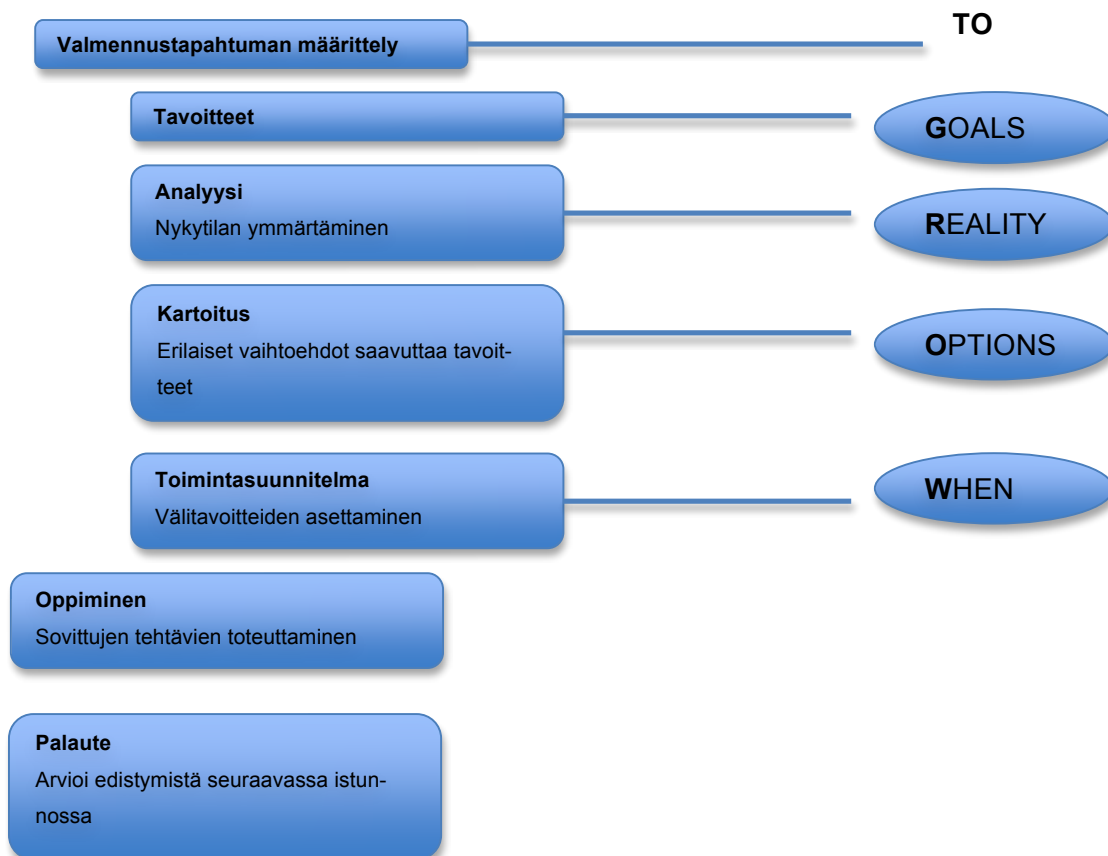 Valmennustapahtuman määrittely
TO
Tavoitteet
GOALS
Analyysi
Nykytilan ymmärtäminen
REALITY
Kartoitus
Erilaiset vaihtoehdot saavuttaa tavoit-
teet
OPTIONS
Toimintasuunnitelma
Välitavoitteiden asettaminen
WHEN
Oppiminen
Sovittujen tehtävien toteuttaminen
Palaute
Arvioi edistymistä seuraavassa istun-
nossa